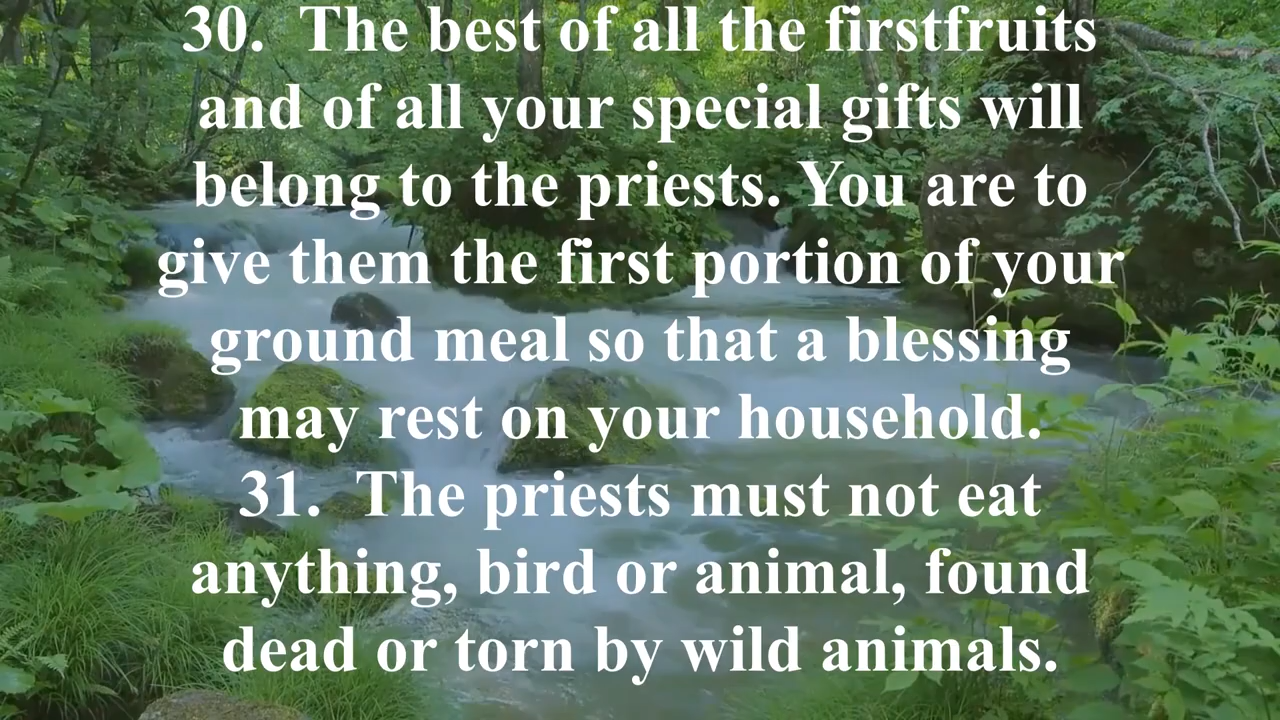 30.  The best of all the firstfruits
and of all your special gifts will
belong to the priests. You are to
give them the first portion of your
ground meal so that a blessing
may rest on your household.
31.  The priests must not eat
anything, bird or animal, found
dead or torn by wild animals.